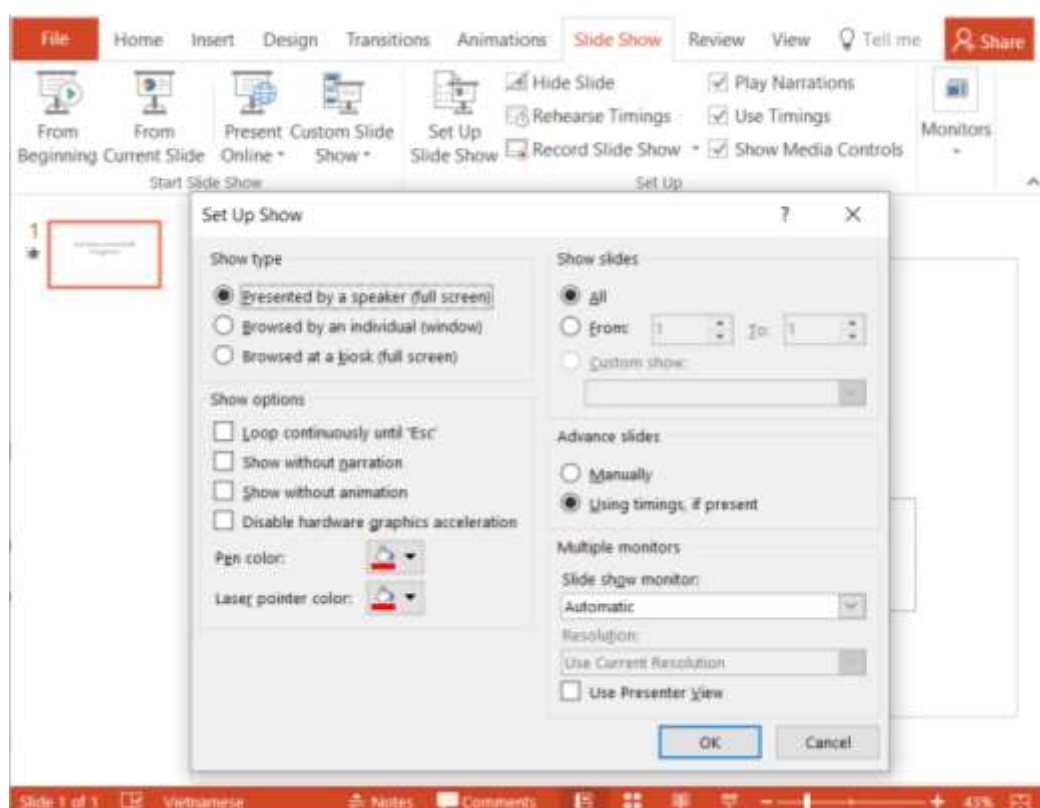 File Home Insert Design Transitions Animations Slide Show Review View Tell me Share
From Beginning
From Current Slide
Present Online
Custom Slide Show
Set Up Slide Show
Hide Slide
Rehearse Timings
Record Slide Show
Play Narrations
Use Timings
Show Media Controls
Monitors
Start Slide Show
Set Up
1
Set Up Show ?
Show type
Presented by a speaker (full screen)
Browsed by an individual (window)
Browsed at a kiosk (full screen)
Show options
Loop continuously until 'Esc'
Show without narration
Show without animation
Disable hardware graphics acceleration
Pen color:
Laser pointer color:
Show slides
All
From: 1 To: 1
Custom show:
Advance slides
Manually
Using timings, if present
Multiple monitors
Slide show monitor:
Automatic
Resolution:
Use Current Resolution
Use Presenter View
OK Cancel
Slide 1 of 1 Vietnamese Notes Comments 43%